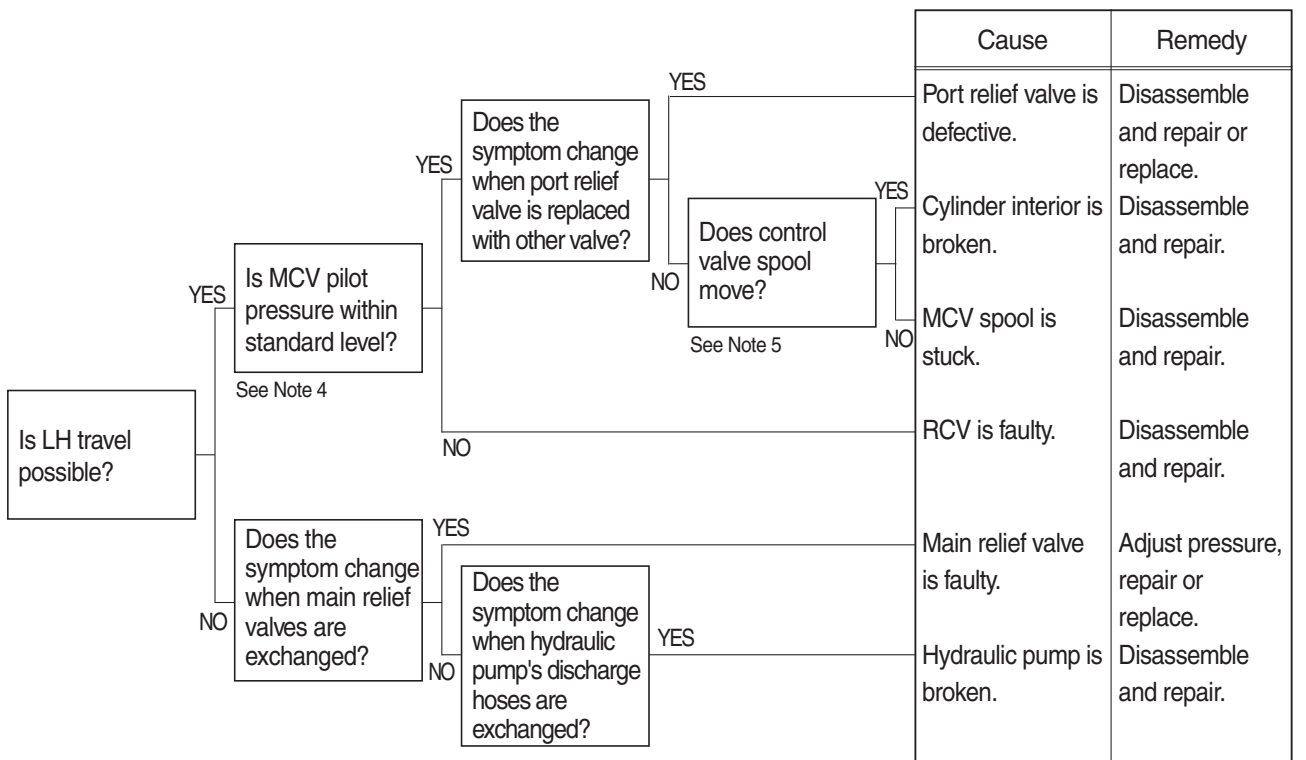 Cause
Remedy
YES
Port relief valve is
defective.
Disassemble
and repair or
replace.
Does the
symptom change
when port relief
valve is replaced
with other valve?
YES
YES
Cylinder interior is
broken.
Disassemble
and repair.
Does control
valve spool
move?
NO
See Note 5
NO
MCV spool is
stuck.
Disassemble
and repair.
YES
Is MCV pilot
pressure within
standard level?
See Note 4
NO
RCV is faulty.
Disassemble
and repair.
Is LH travel
possible?
NO
Does the
symptom change
when main relief
valves are
exchanged?
YES
Main relief valve
is faulty.
Adjust pressure,
repair or
replace.
NO
Does the
symptom change
when hydraulic
pump's discharge
hoses are
exchanged?
YES
Hydraulic pump is
broken.
Disassemble
and repair.